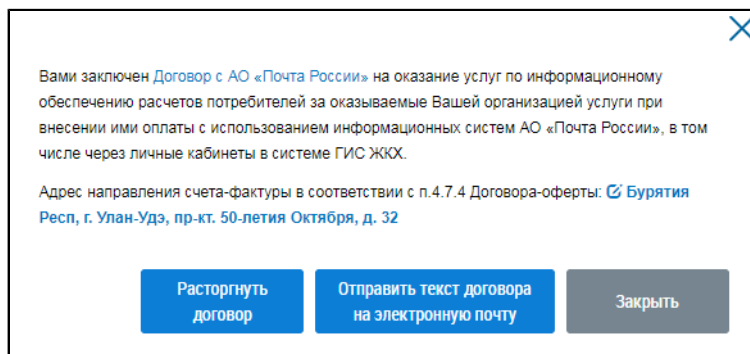 Вами заключен Договор с АО «Почта России» на оказание услуг по информационному
обеспечению расчетов потребителей за оказываемые Вашей организацией услуги при
внесении ими оплаты с использованием информационных систем АО «Почта России», в том
числе через личные кабинеты в системе ГИС ЖКХ.
Адрес направления счета-фактуры в соответствии с п.4.7.4 Договора-оферты: Бурятия
Респ, г. Улан-Удэ, пр-кт. 50-летия Октября, д. 32
Расторгнуть
договор
Отправить текст договора
на электронную почту
Закрыть